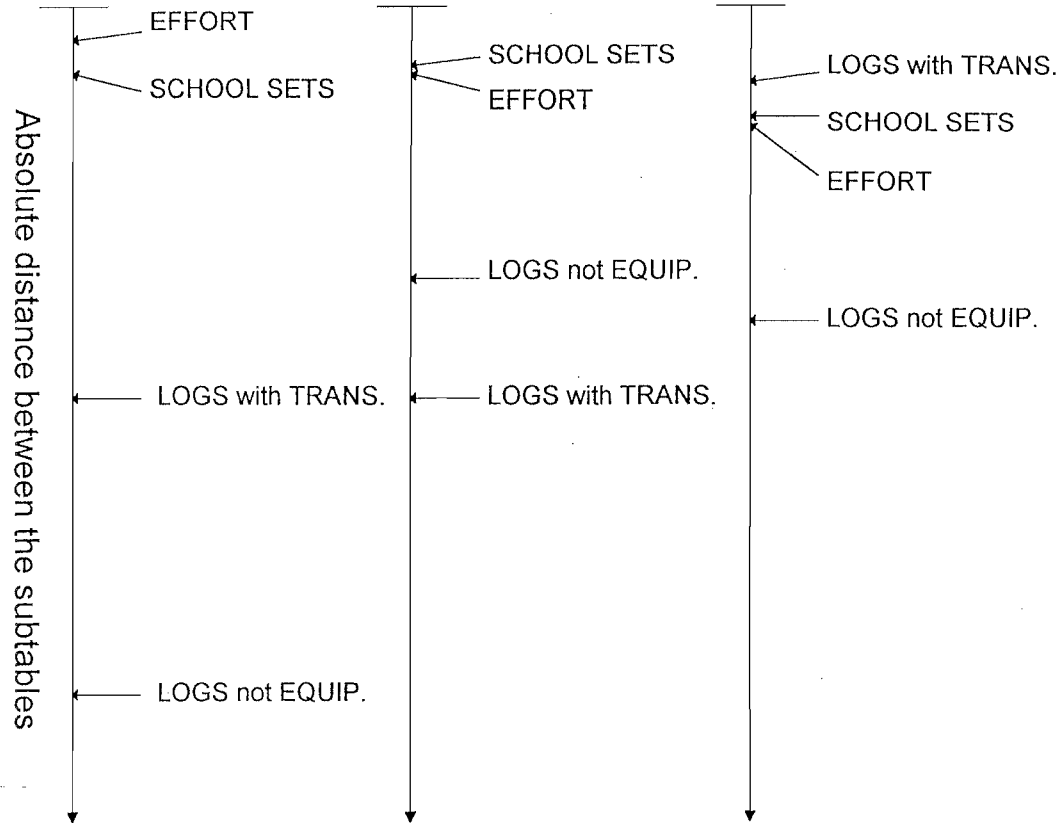 Absolute distance between the subtables
EFFORT
SCHOOL SETS
LOGS with TRANS.
LOGS not EQUIP.
SCHOOL SETS
EFFORT
LOGS not EQUIP.
LOGS with TRANS.
LOGS with TRANS.
SCHOOL SETS
EFFORT
LOGS not EQUIP.